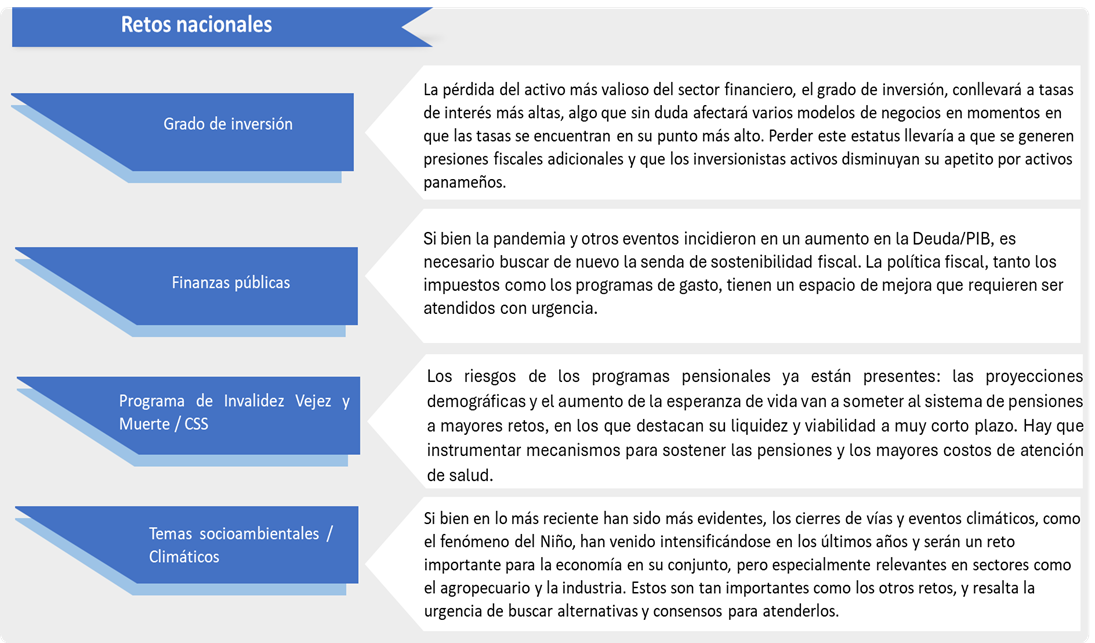 Retos nacionales
Grado de inversión
La pérdida del activo más valioso del sector financiero, el grado de inversión, conllevará a tasas
de interés más altas, algo que sin duda afectará varios modelos de negocios en momentos en
que las tasas se encuentran en su punto más alto. Perder este estatus llevaría a que se generen
presiones fiscales adicionales y que los inversionistas activos disminuyan su apetito por activos
panameños.
Finanzas públicas
Si bien la pandemia y otros eventos incidieron en un aumento en la Deuda/PIB, es
necesario buscar de nuevo la senda de sostenibilidad fiscal. La política fiscal, tanto los
impuestos como los programas de gasto, tienen un espacio de mejora que requieren ser
atendidos con urgencia.
Programa de Invalidez Vejez y
Muerte / CSS
Los riesgos de los programas pensionales ya están presentes: las proyecciones
demográficas y el aumento de la esperanza de vida van a someter al sistema de pensiones
a mayores retos, en los que destacan su liquidez y viabilidad a muy corto plazo. Hay que
instrumentar mecanismos para sostener las pensiones y los mayores costos de atención
de salud.
Temas socioambientales /
Climáticos
Si bien en lo más reciente han sido más evidentes, los cierres de vías y eventos climáticos, como
el fenómeno del Niño, han venido intensificándose en los últimos años y serán un reto
importante para la economía en su conjunto, pero especialmente relevantes en sectores como
el agropecuario y la industria. Estos son tan importantes como los otros retos, y resalta la
urgencia de buscar alternativas y consensos para atenderlos.